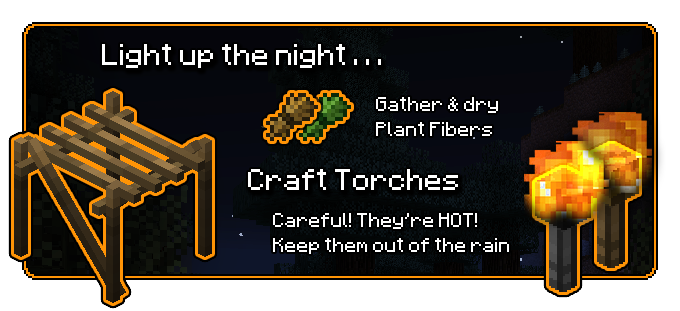 Light up the night...
Gather & dry
Plant Fibers
Craft Torches
Careful! They're HOT!
Keep them out of the rain